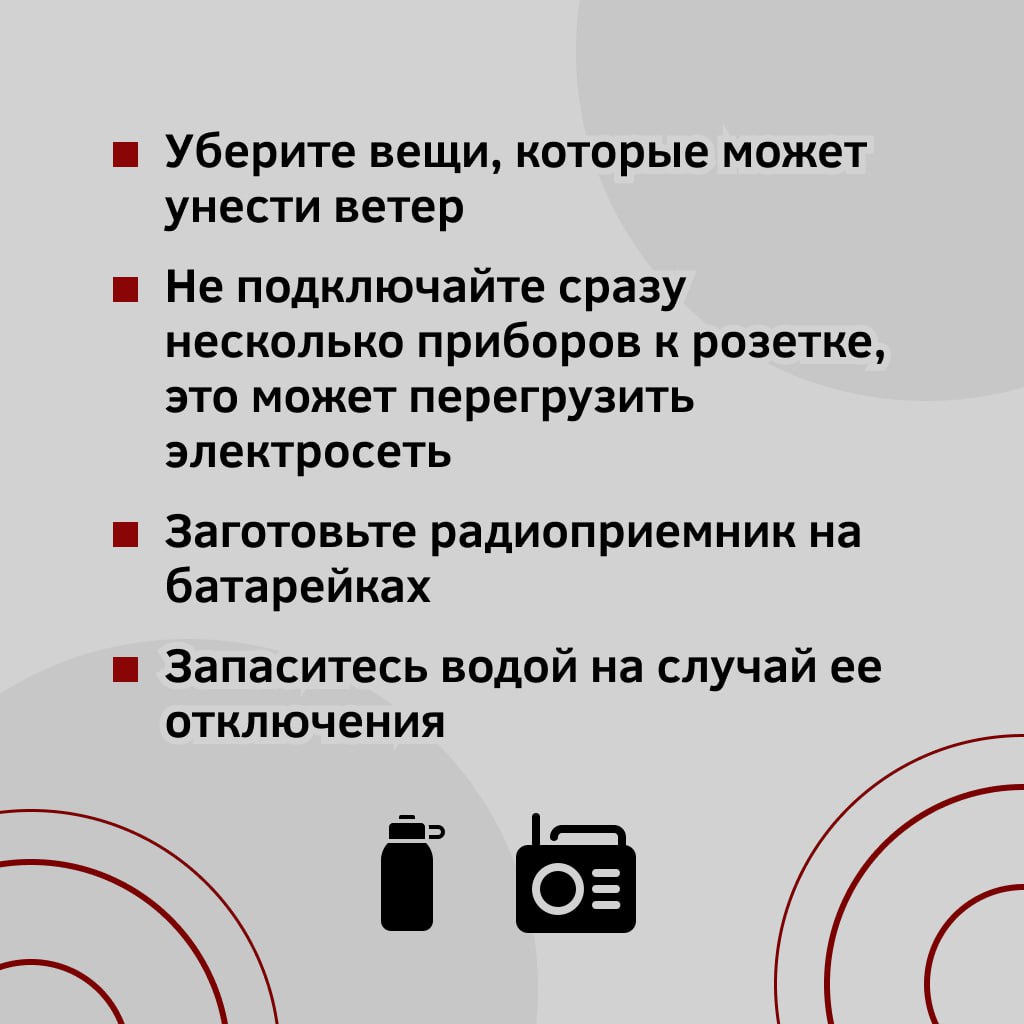 Уберите вещи, которые может
унести ветер
Не подключайте сразу
несколько приборов к розетке,
это может перегрузить
электросеть
Заготовьте радиоприемник на
батарейках
Запаситесь водой на случай ее
отключения